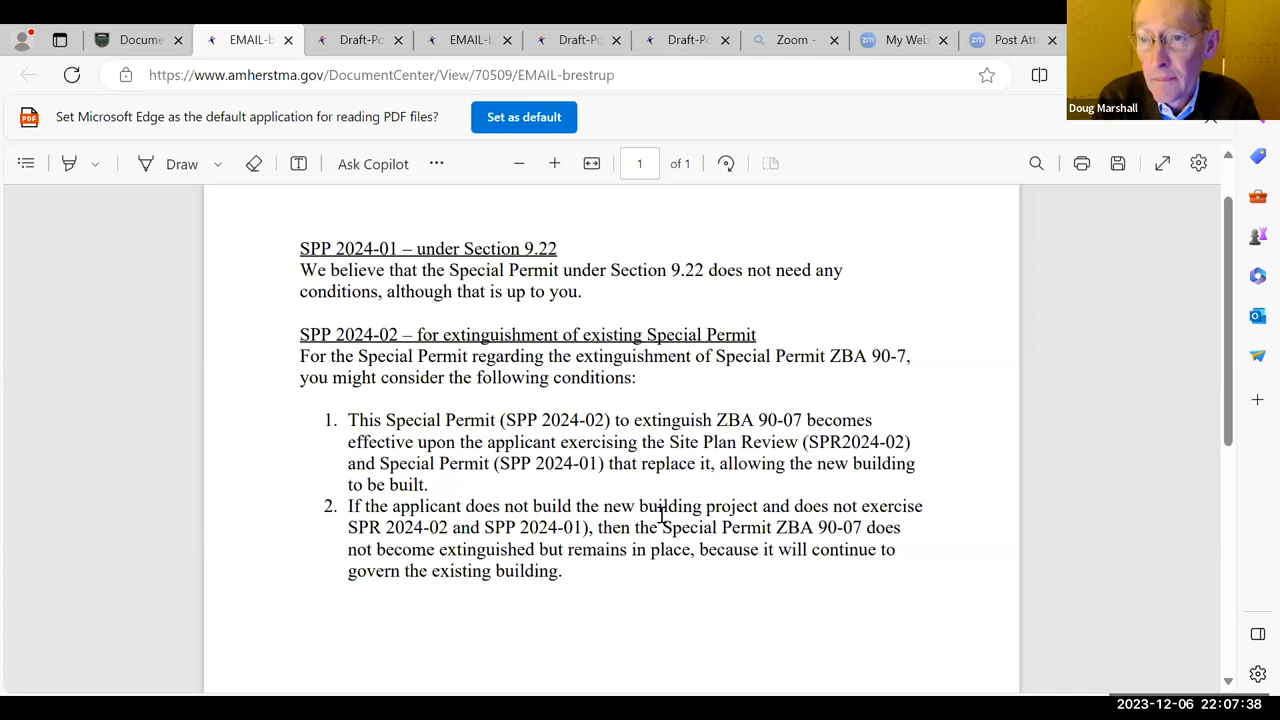 Docume
EMAIL-b
Draft-Pc
EMAIL-b
Draft-Pc
Draft-Pc
Zoom -
zm
My Web
zm
Post Att
https://www.amherstma.gov/DocumentCenter/View/70509/EMAIL-brestrup
PDF
Set Microsoft Edge as the default application for reading PDF files?
Set as default
Doug Marshall
Draw
Ask Copilot
1
of 1
SPP 2024-01 – under Section 9.22
We believe that the Special Permit under Section 9.22 does not need any
conditions, although that is up to you.
SPP 2024-02 – for extinguishment of existing Special Permit
For the Special Permit regarding the extinguishment of Special Permit ZBA 90-7,
you might consider the following conditions:
1. This Special Permit (SPP 2024-02) to extinguish ZBA 90-07 becomes
effective upon the applicant exercising the Site Plan Review (SPR2024-02)
and Special Permit (SPP 2024-01) that replace it, allowing the new building
to be built.
2. If the applicant does not build the new building project and does not exercise
SPR 2024-02 and SPP 2024-01), then the Special Permit ZBA 90-07 does
not become extinguished but remains in place, because it will continue to
govern the existing building.
2023-12-06 22:07:38